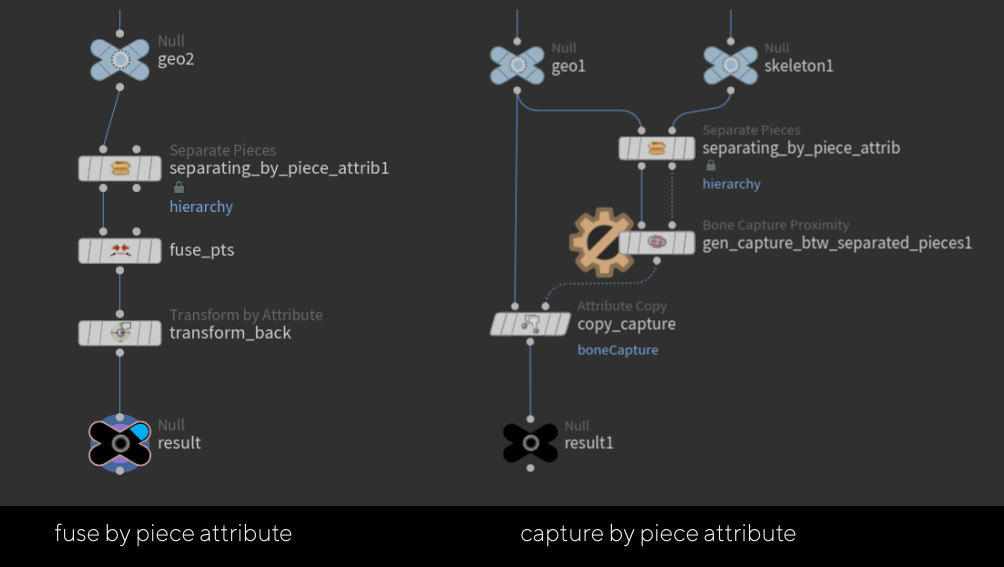 Null
geo2
Separate Pieces
separating_by_piece_attrib1
hierarchy
fuse_pts
Transform by Attribute
transform_back
Null
result
Null
geo1
Null
skeleton1
Separate Pieces
separating_by_piece_attrib
hierarchy
Bone Capture Proximity
gen_capture_btw_separated_pieces1
Attribute Copy
copy_capture
boneCapture
Null
result1
fuse by piece attribute
capture by piece attribute